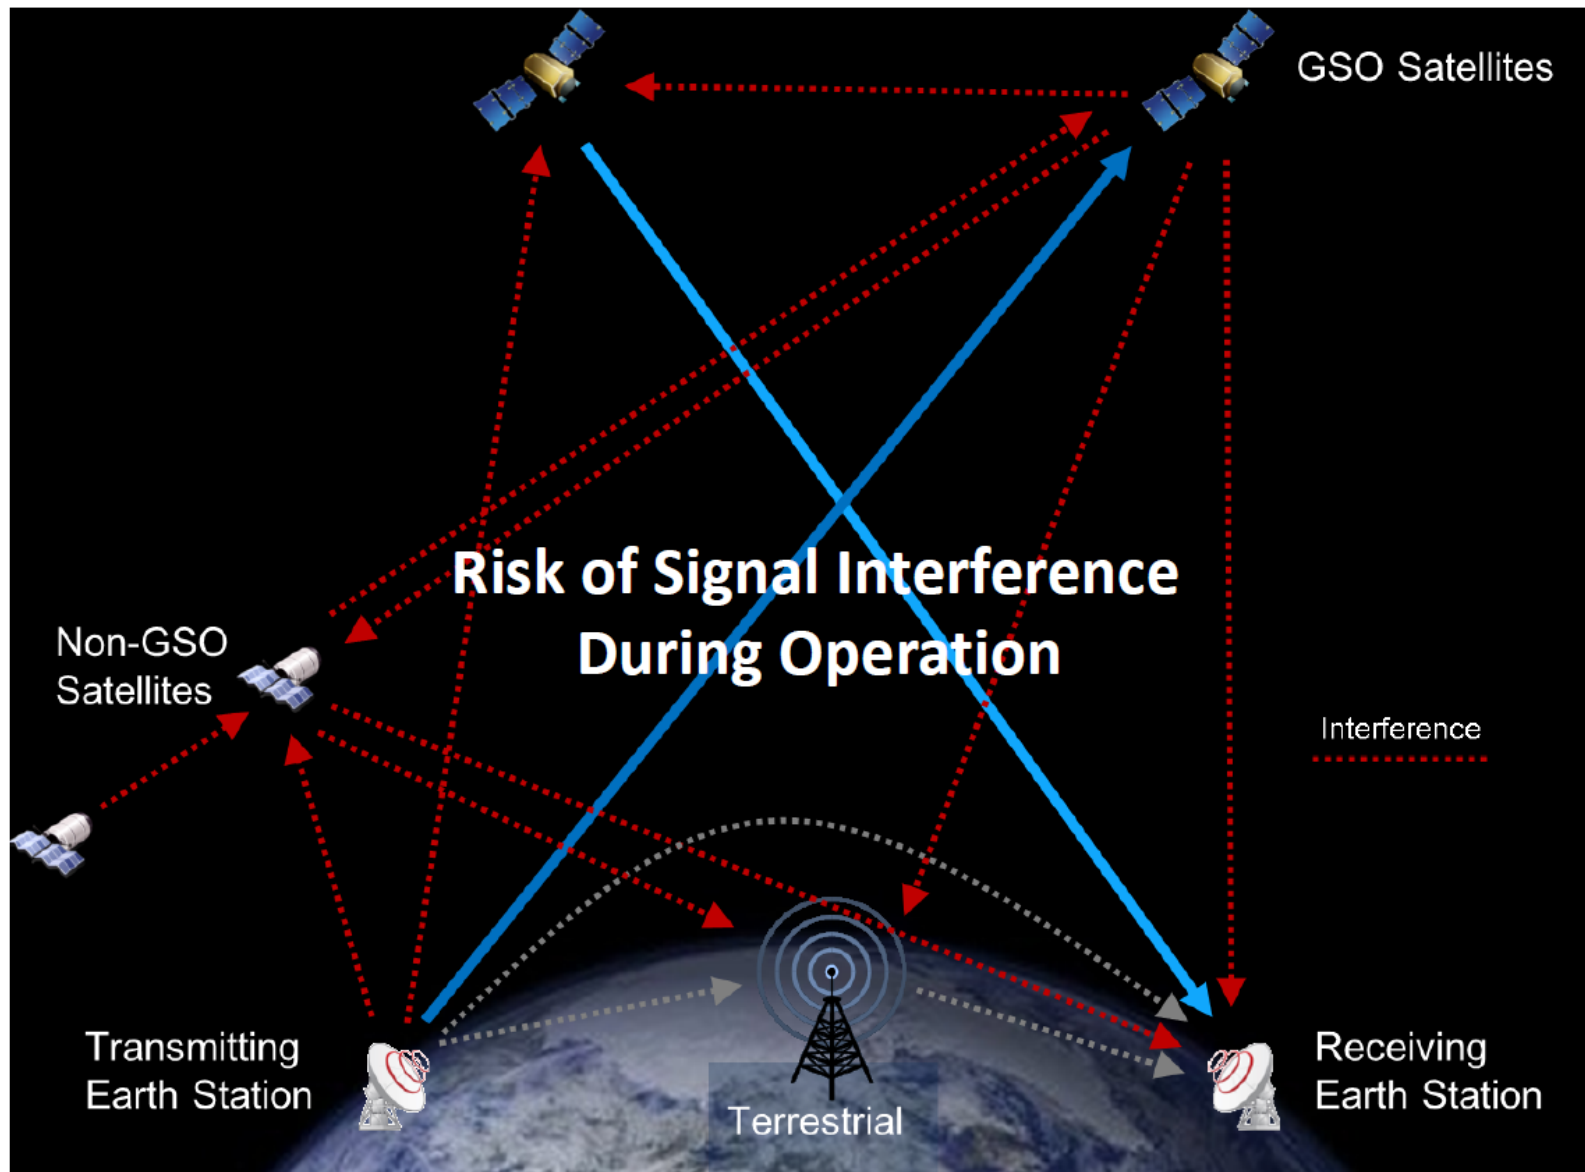 GSO Satellites
Risk of Signal Interference
During Operation
Non-GSO
Satellites
Interference
Transmitting
Earth Station
Terrestrial
Receiving
Earth Station